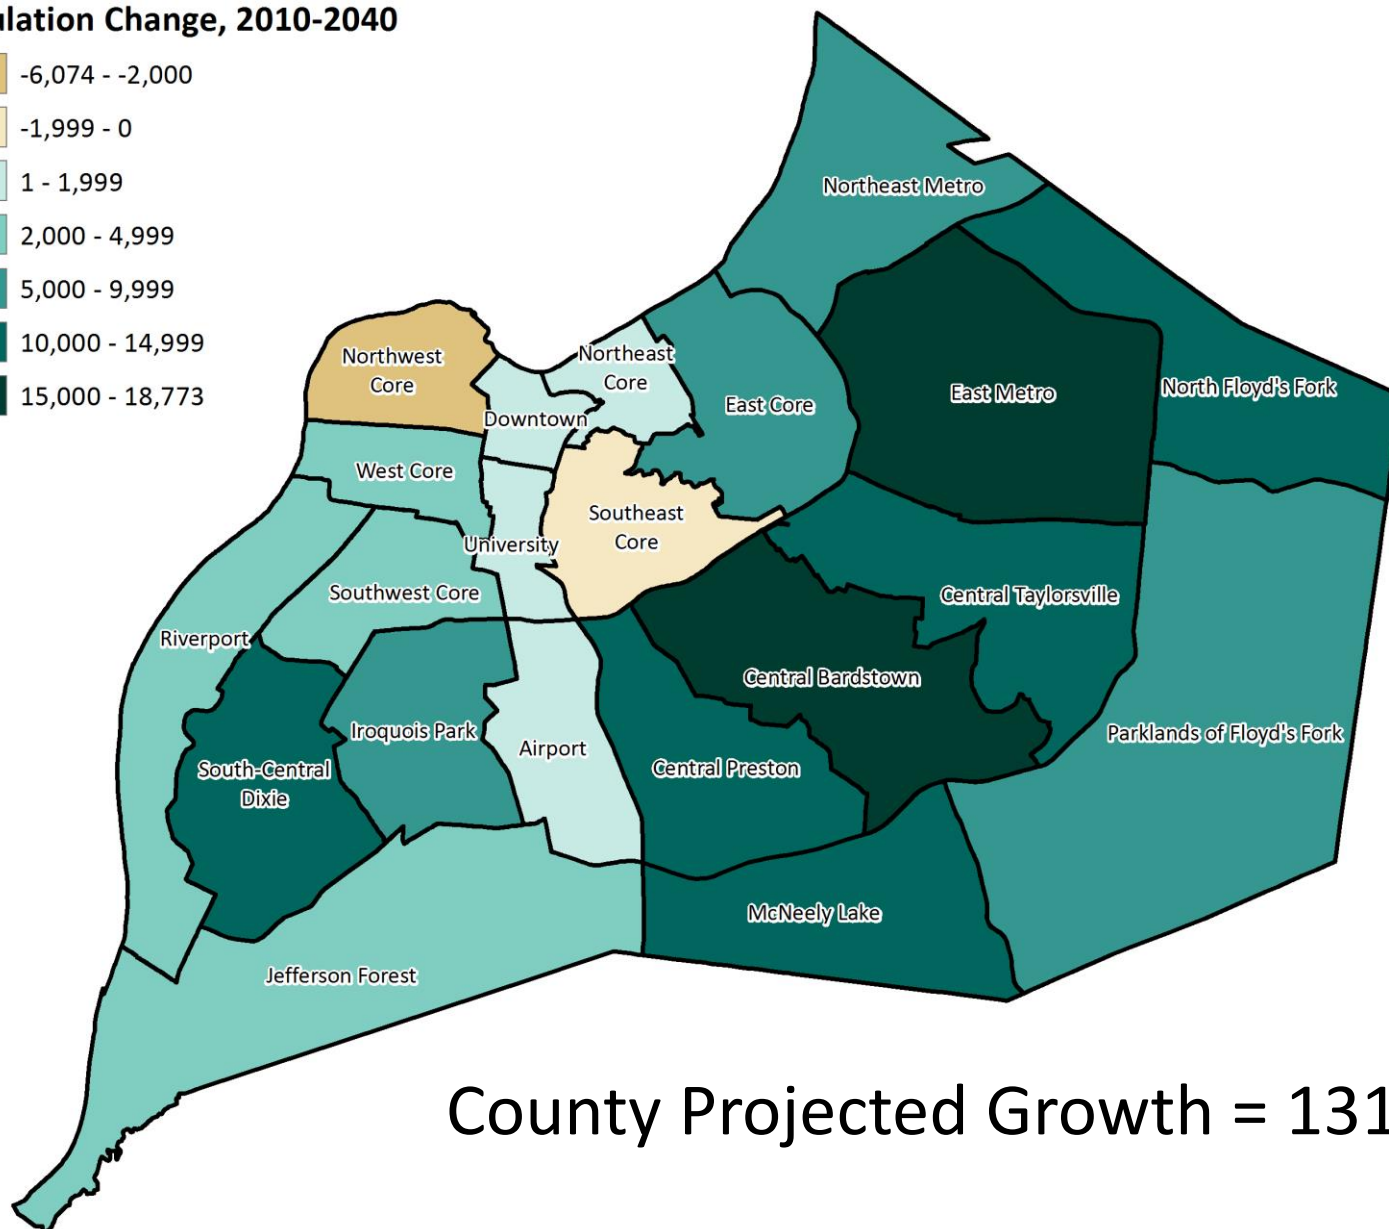 ulation Change, 2010-2040
-6,074 - -2,000
-1,999 - 0
1 - 1,999
2,000 - 4,999
5,000 - 9,999
10,000 - 14,999
15,000 - 18,773
Northeast Metro
Northwest
Core
Northeast
Core
Downtown
East Core
East Metro
North Floyd's Fork
West Core
Southeast
Core
University
Southwest Core
Central Taylorsville
Riverport
Central Bardstown
Iroquois Park
Airport
Parklands of Floyd's Fork
South-Central
Dixie
Central Preston
McNeely Lake
Jefferson Forest
County Projected Growth = 131